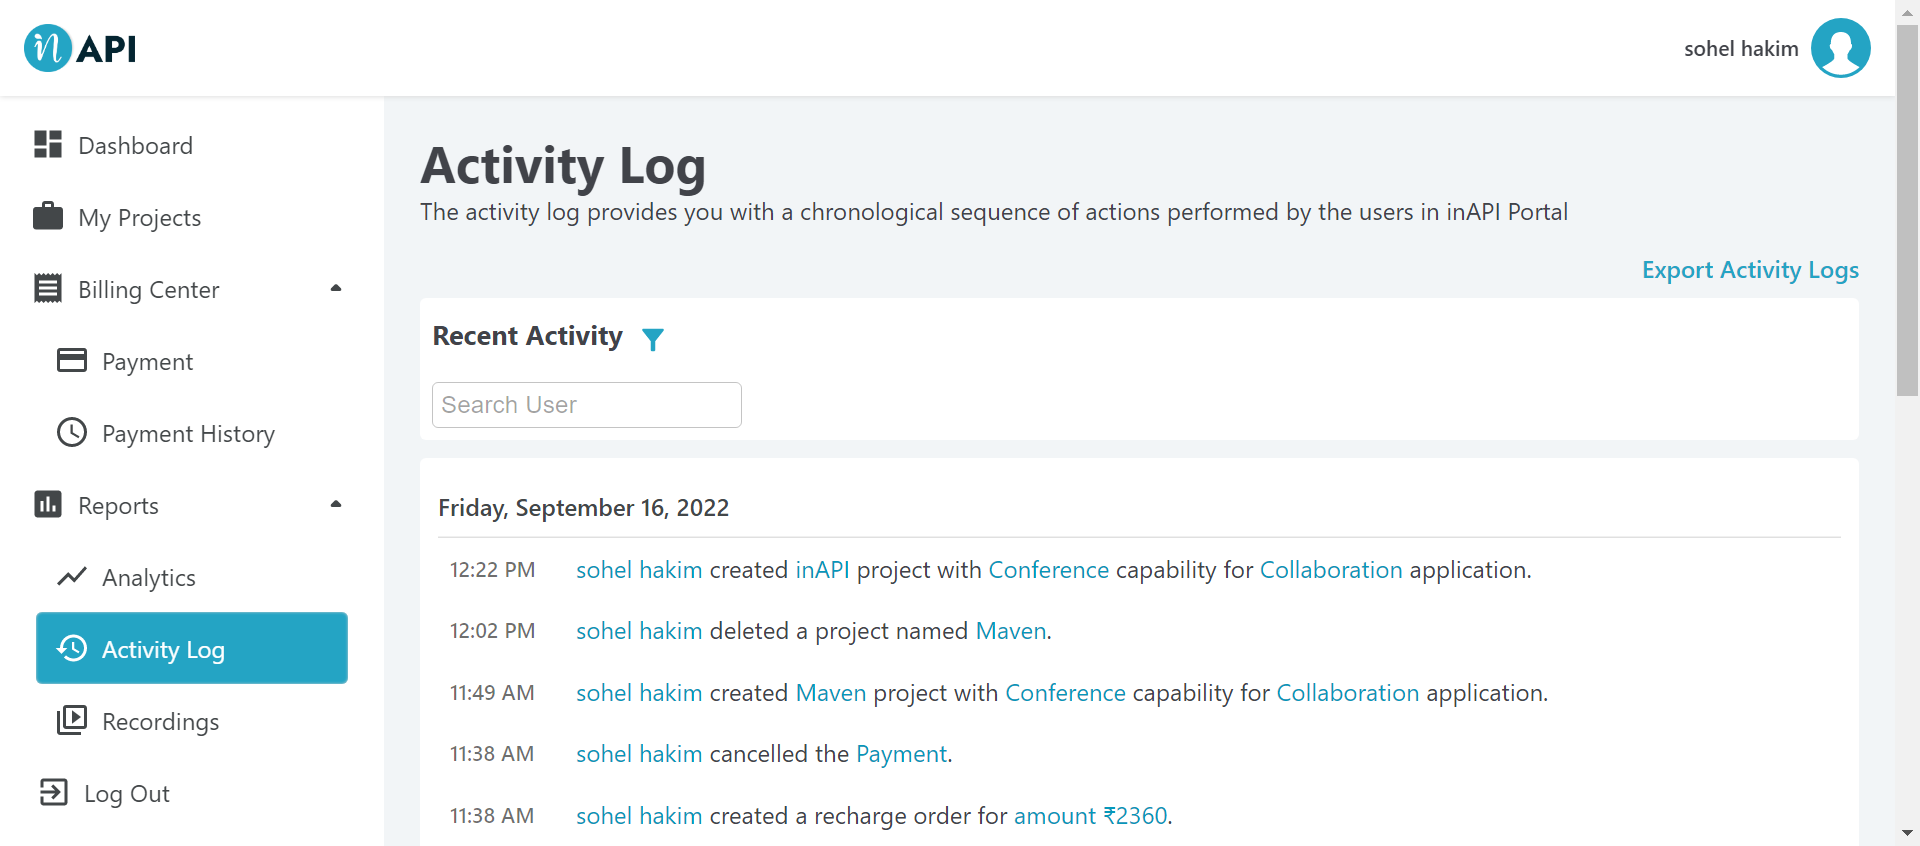 in API
sohel hakim
Dashboard
My Projects
Billing Center
Payment
Payment History
Reports
Analytics
Activity Log
Recordings
Log Out
Activity Log
The activity log provides you with a chronological sequence of actions performed by the users in inAPI Portal
Export Activity Logs
Recent Activity
Search User
Friday, September 16, 2022
12:22 PM sohel hakim created inAPI project with Conference capability for Collaboration application.
12:02 PM sohel hakim deleted a project named Maven.
11:49 AM sohel hakim created Maven project with Conference capability for Collaboration application.
11:38 AM sohel hakim cancelled the Payment.
11:38 AM sohel hakim created a recharge order for amount ₹2360.